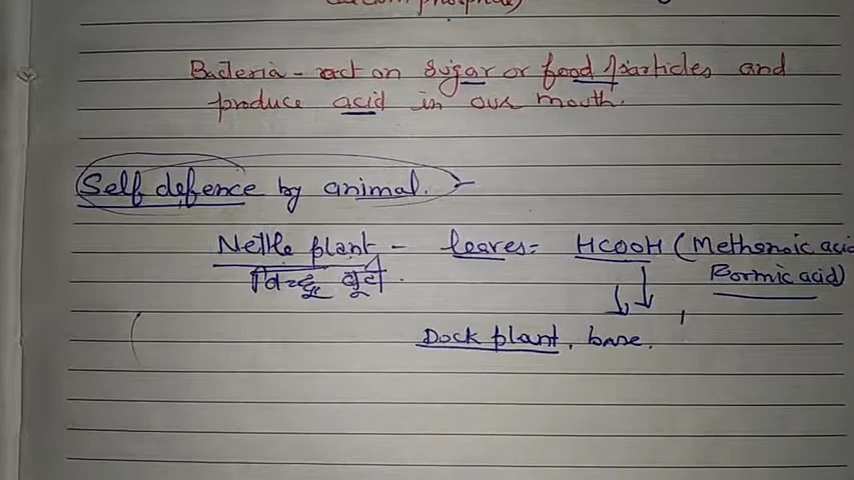 Bacteria - act on sugar or food particles and
produce acid in our mouth.
Self defence by animal.
Nettle plant - leaves = HCOOH (Methanoic acid
बिच्छू बूटी.
Formic acid)
Dock plant, base.